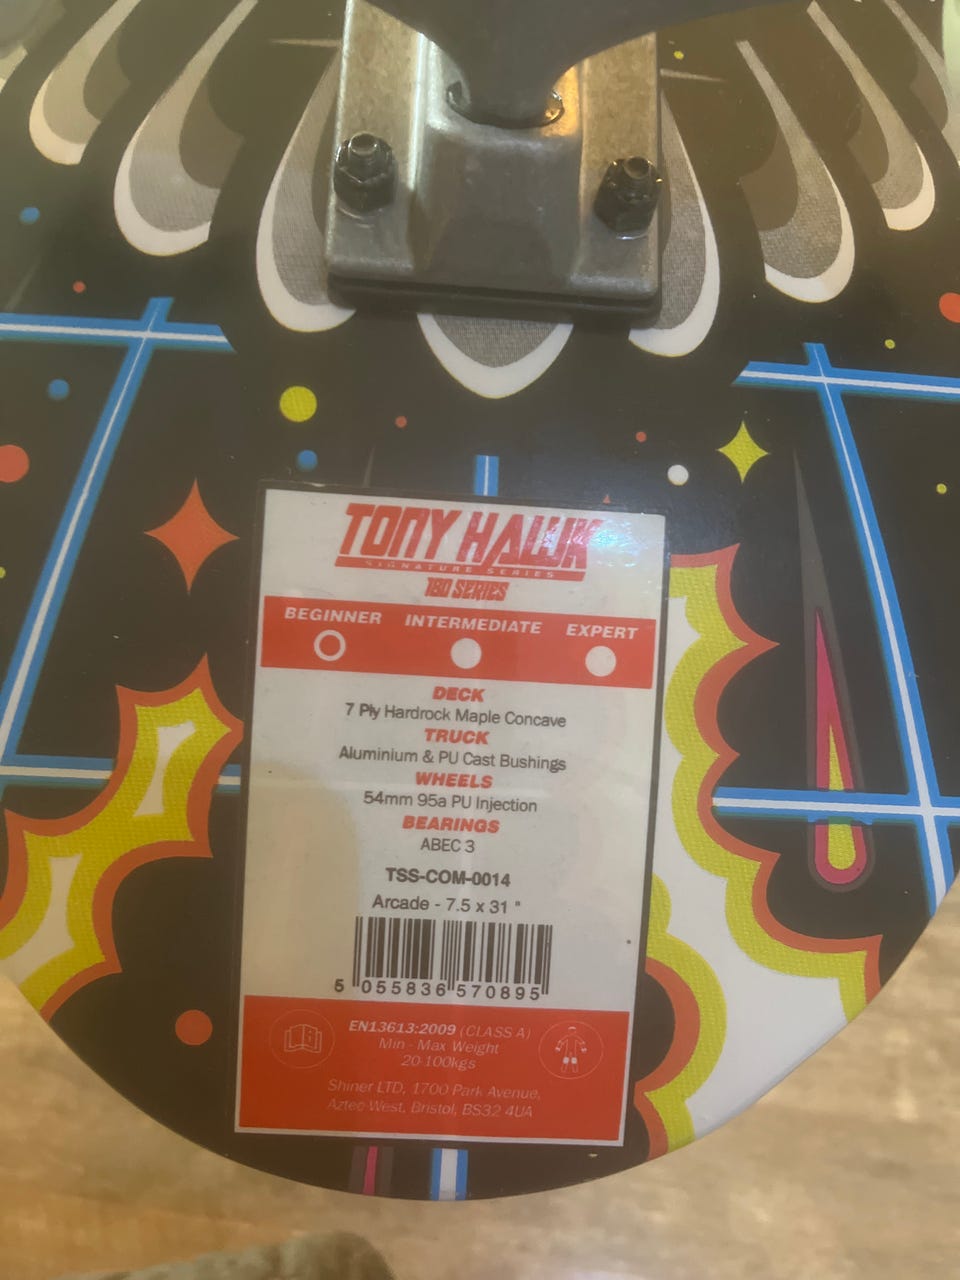 TONY HAWK
SIGNATURE SERIES
180 SERIES
BEGINNER INTERMEDIATE EXPERT
DECK
7 Ply Hardrock Maple Concave
TRUCK
Aluminium & PU Cast Bushings
WHEELS
54mm 95a PU Injection
BEARINGS
ABEC 3
TSS-COM-0014
Arcade - 7.5 x 31 "
5 055836 570895
EN13613:2009 (CLASS A)
Min - Max Weight
20-100kgs
Shiner LTD, 1700 Park Avenue,
Aztec West, Bristol, BS32 4UA